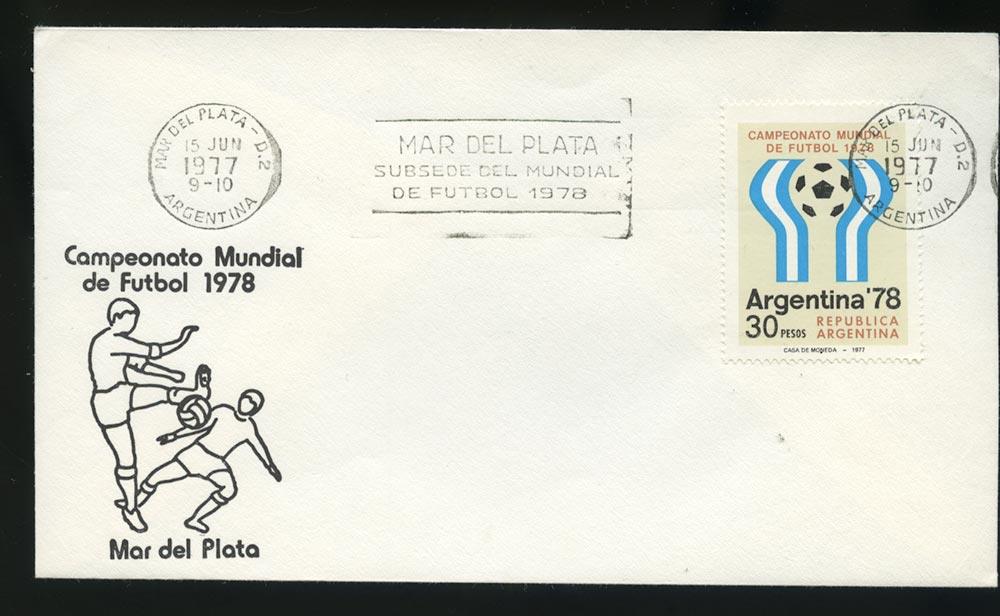 MAR DEL PLATA - D.2
15 JUN
1977
9-10
ARGENTINA
MAR DEL PLATA
SUBSEDE DEL MUNDIAL
DE FUTBOL 1978
CAMPEONATO MUNDIAL
DE FUTBOL 1978
MAR DEL PLATA - D.2
15 JUN
1977
9-10
ARGENTINA
Argentina '78
30 PESOS
REPUBLICA
ARGENTINA
CASA DE MONEDA - 1977
Campeonato Mundial
de Futbol 1978
Mar del Plata